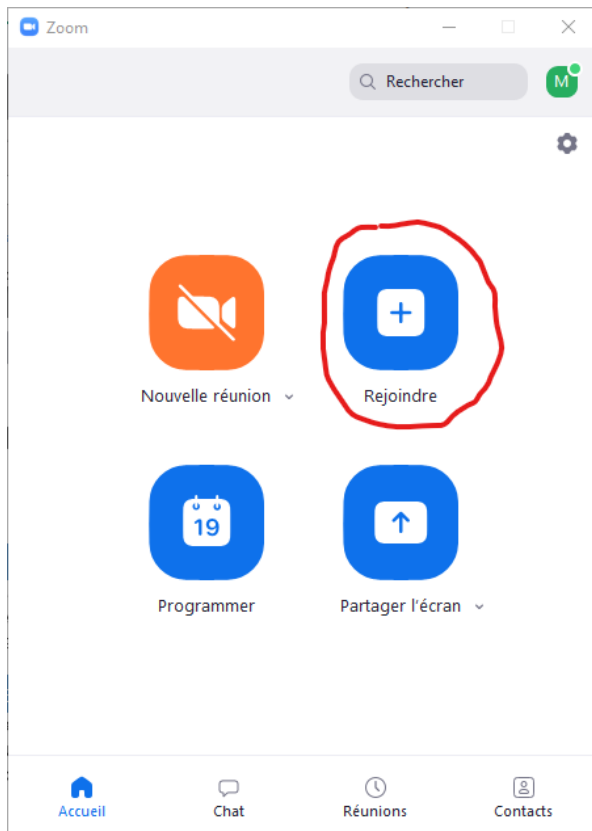 Zoom
Rechercher
M
Nouvelle réunion
Rejoindre
19
Programmer
Partager l'écran
Accueil
Chat
Réunions
Contacts